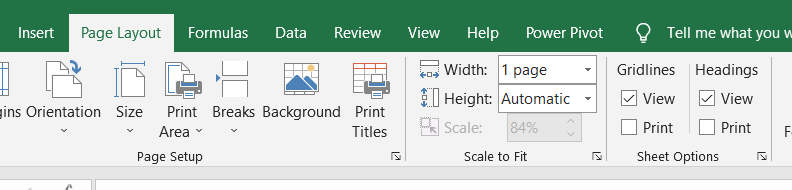 Insert Page Layout Formulas Data Review View Help Power Pivot Tell me what you w
gins Orientation Size Print Area Breaks Background Print Titles
Page Setup
Width: 1 page
Height: Automatic
Scale: 84%
Scale to Fit
Gridlines Headings
View View
Print Print
Sheet Options